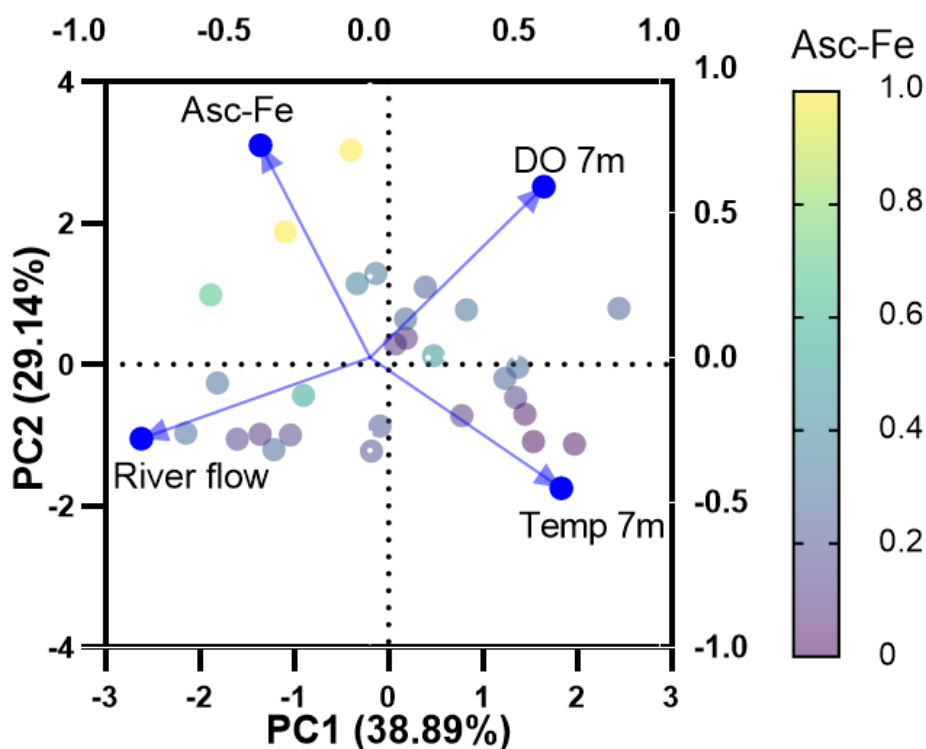 -1.0 -0.5 0.0 0.5 1.0
Asc-Fe
4 1.0
1.0
Asc-Fe
DO 7m
0.8
2 0.5
0.6
0 0.0
0.4
River flow
-2 -0.5
Temp 7m
0.2
-4 -1.0
0
-3 -2 -1 0 1 2 3
PC1 (38.89%)
PC2 (29.14%)